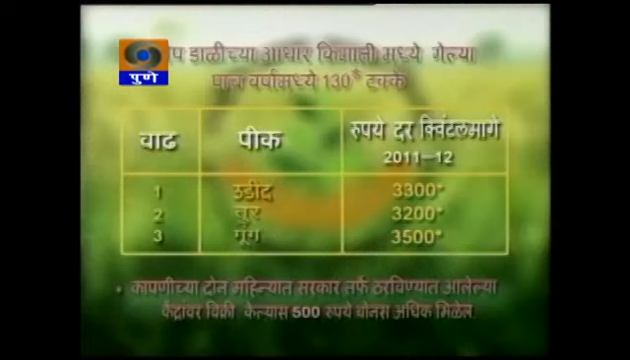 डाळीच्या आधार किंमती मध्ये गेल्या
पाच वर्षामध्ये 130* टक्के
पुणे
वाढ पीक रुपये दर क्विंटलमागे
2011-12
1 उडीद 3300*
2 तुर 3200*
3 मूंग 3500*
• कापणीच्या दोन महिन्यात सरकार तर्फे ठरविण्यात आलेल्या
केंद्रांवर विक्री केल्यास 500 रुपये बोनस अधिक मिळेल.